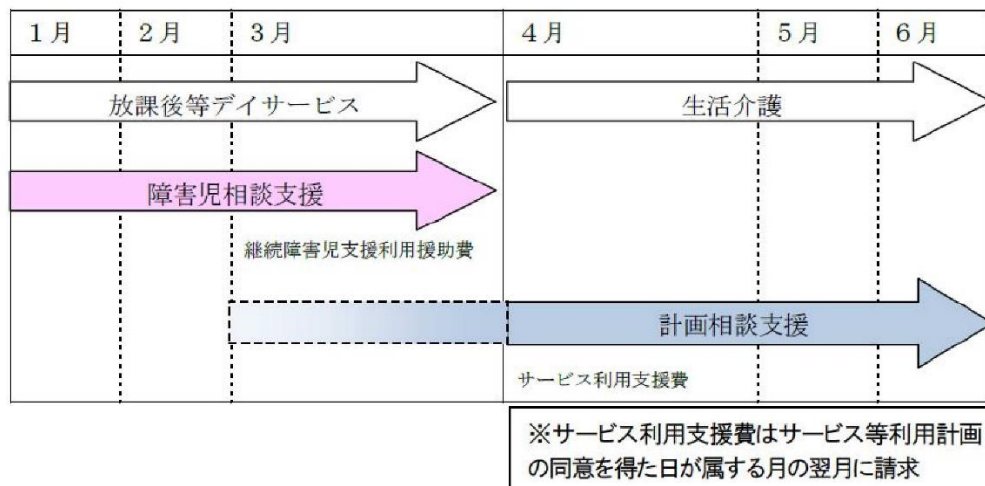 1月 2月 3月 4月 5月 6月
放課後等デイサービス 生活介護
障害児相談支援
継続障害児支援利用援助費
計画相談支援
サービス利用支援費
※サービス利用支援費はサービス等利用計画
の同意を得た日が属する月の翌月に請求